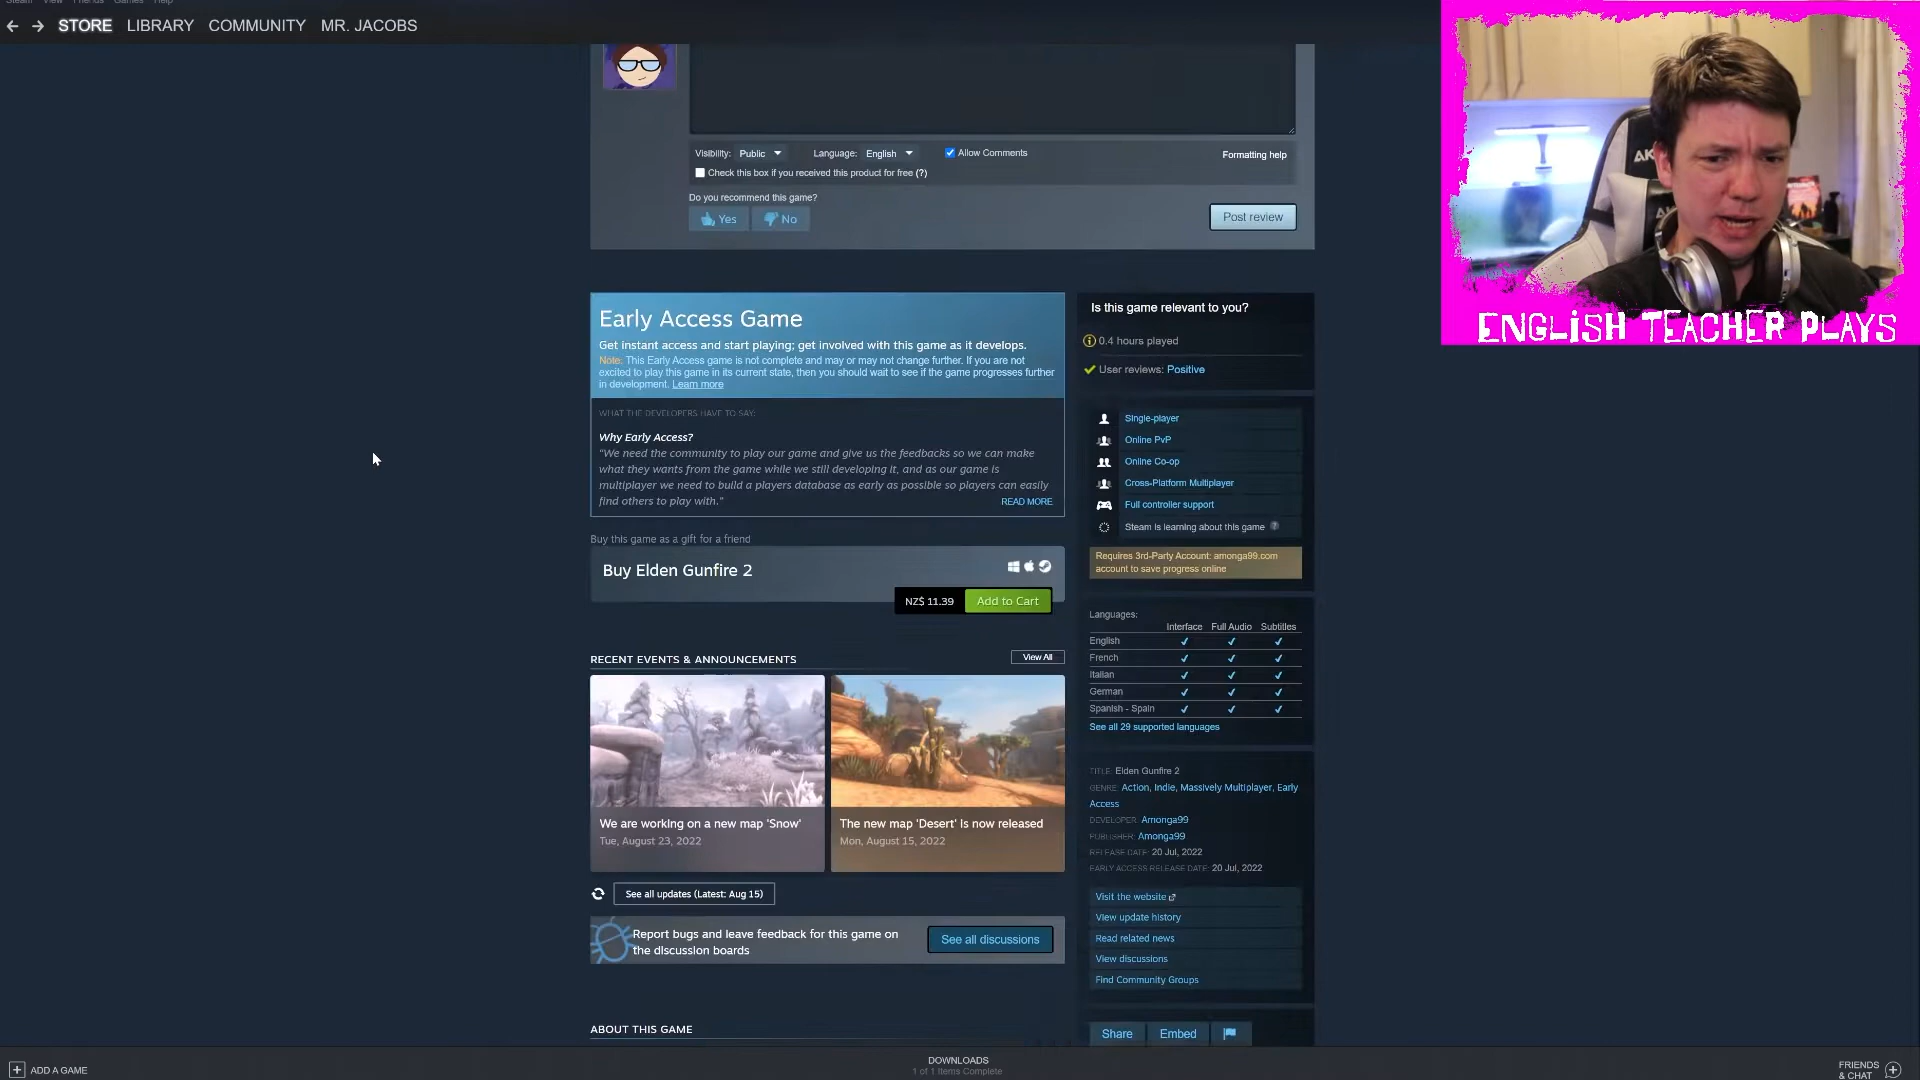 Steam View Friends Games Help
STORE LIBRARY COMMUNITY MR. JACOBS
Visibility: Public Language: English Allow Comments Formatting help
Check this box if you received this product for free (?)
Do you recommend this game?
Yes No Post review
Early Access Game
Get instant access and start playing; get involved with this game as it develops.
Note: This Early Access game is not complete and may or may not change further. If you are not
excited to play this game in its current state, then you should wait to see if the game progresses further
in development. Learn more
WHAT THE DEVELOPERS HAVE TO SAY:
Why Early Access?
"We need the community to play our game and give us the feedbacks so we can make
what they wants from the game while we still developing it, and as our game is
multiplayer we need to build a players database as early as possible so players can easily
find others to play with."
READ MORE
Buy this game as a gift for a friend
Buy Elden Gunfire 2
NZ$ 11.39 Add to Cart
RECENT EVENTS & ANNOUNCEMENTS View All
We are working on a new map 'Snow'
Tue, August 23, 2022
The new map 'Desert' is now released
Mon, August 15, 2022
See all updates (Latest: Aug 15)
Report bugs and leave feedback for this game on
the discussion boards
See all discussions
ABOUT THIS GAME
Is this game relevant to you?
0.4 hours played
User reviews: Positive
Single-player
Online PvP
Online Co-op
Cross-Platform Multiplayer
Full controller support
Steam is learning about this game ?
Requires 3rd-Party Account: amonga99.com
account to save progress online
Languages:
Interface Full Audio Subtitles
English
French
Italian
German
Spanish - Spain
See all 29 supported languages
TITLE: Elden Gunfire 2
GENRE: Action, Indie, Massively Multiplayer, Early
Access
DEVELOPER: Amonga99
PUBLISHER: Amonga99
RELEASE DATE: 20 Jul, 2022
EARLY ACCESS RELEASE DATE: 20 Jul, 2022
Visit the website
View update history
Read related news
View discussions
Find Community Groups
Share Embed
ENGLISH TEACHER PLAYS
ADD A GAME
DOWNLOADS
1 of 1 Items Complete
FRIENDS
& CHAT